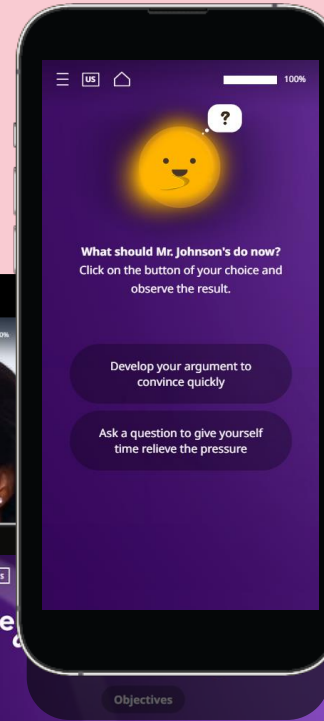 US
100%
?
What should Mr. Johnson's do now?
Click on the button of your choice and
observe the result.
Develop your argument to
convince quickly
Ask a question to give yourself
time relieve the pressure
Objectives